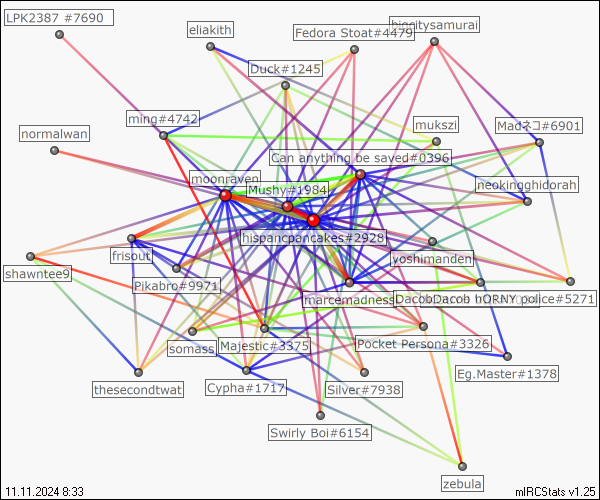 LPK2387 #7690
eliakith
Fedora Stoat#4479
bigcitysamurai
Duck#1245
ming#4742
mukszi
Madネコ#6901
normalwan
Can anything be sayed#0396
moonraven
Mushy#1984
neokingghidorah
hispancpancakes#2928
frisout
yoshimanden
shawntee9
Pikabro#9971
marcemadness
DacobDacob
HORNY police#5271
somass
Majestic#3375
Pocket Persona#3326
Eg.Master#1378
thesecondtwat
Cypha#1717
Silver#7938
Swirly Boi#6154
zebula
11.11.2024 8:33
mIRCStats v1.25